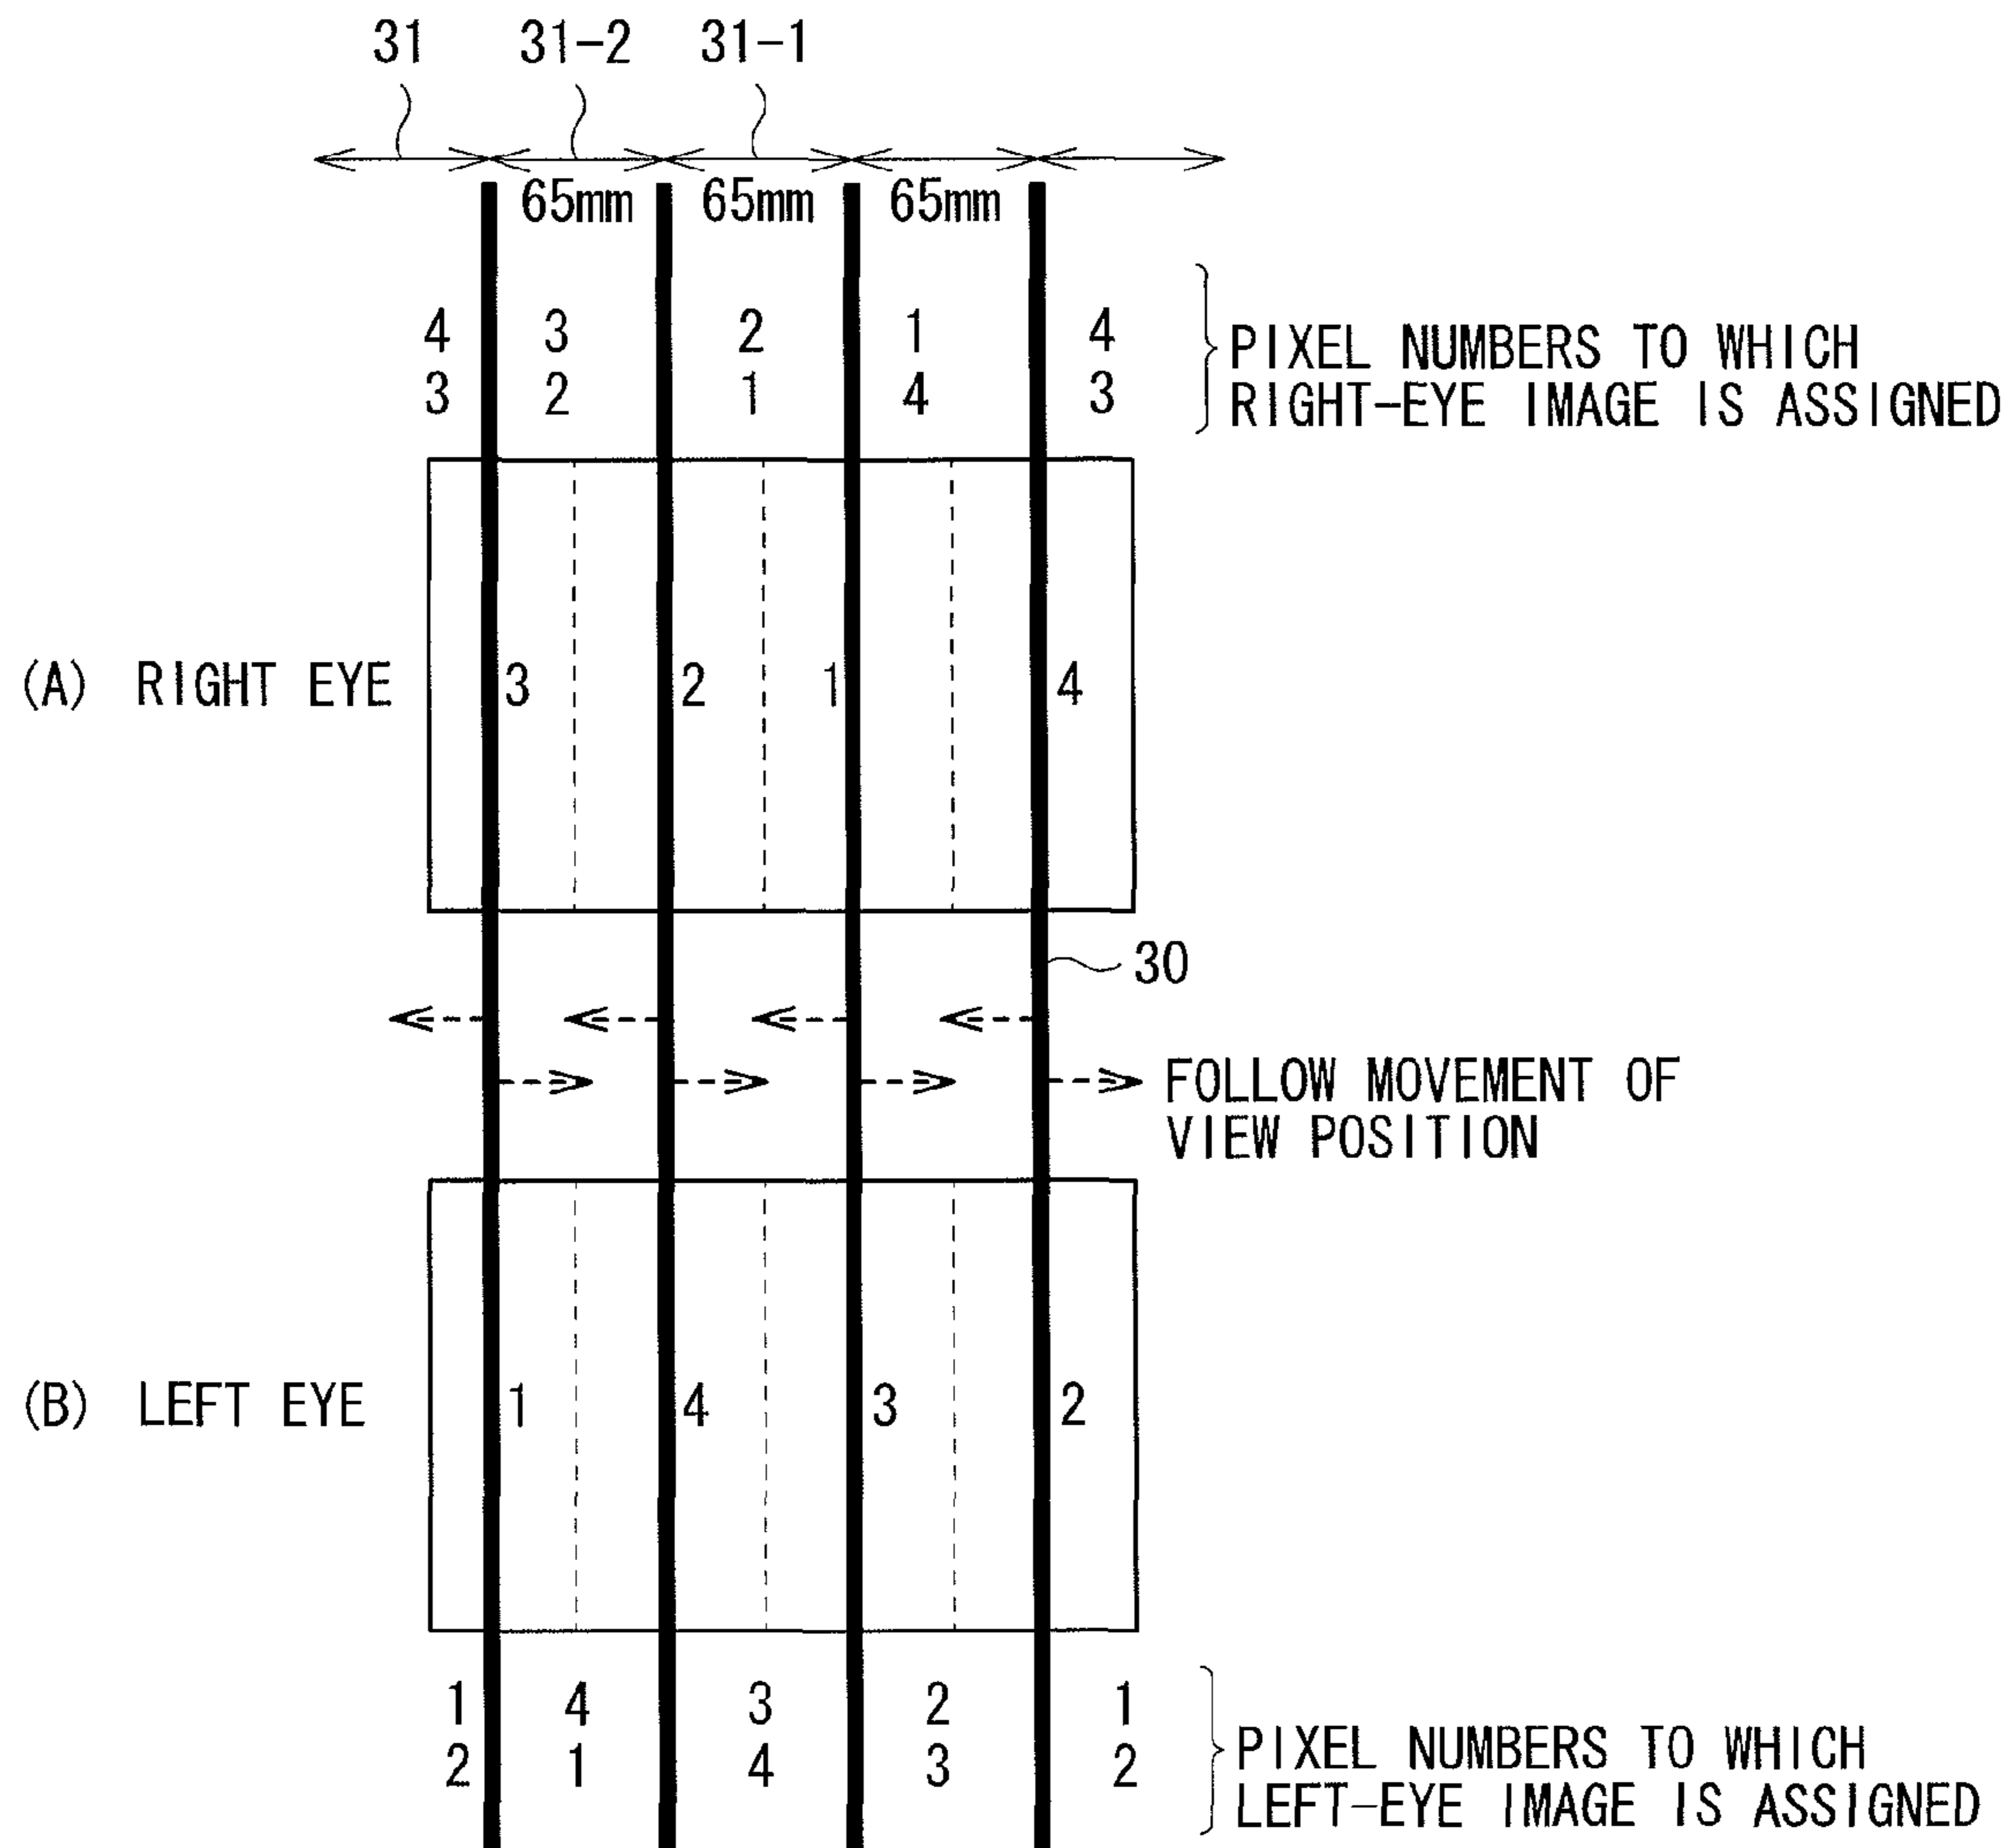 31 31-2 31-1
65mm 65mm 65mm
4 3 2 1 4
3 2 1 4 3
PIXEL NUMBERS TO WHICH
RIGHT-EYE IMAGE IS ASSIGNED
(A) RIGHT EYE 3 2 1 4
30
FOLLOW MOVEMENT OF
VIEW POSITION
(B) LEFT EYE 1 4 3 2
1 4 3 2 1
2 1 4 3 2
PIXEL NUMBERS TO WHICH
LEFT-EYE IMAGE IS ASSIGNED